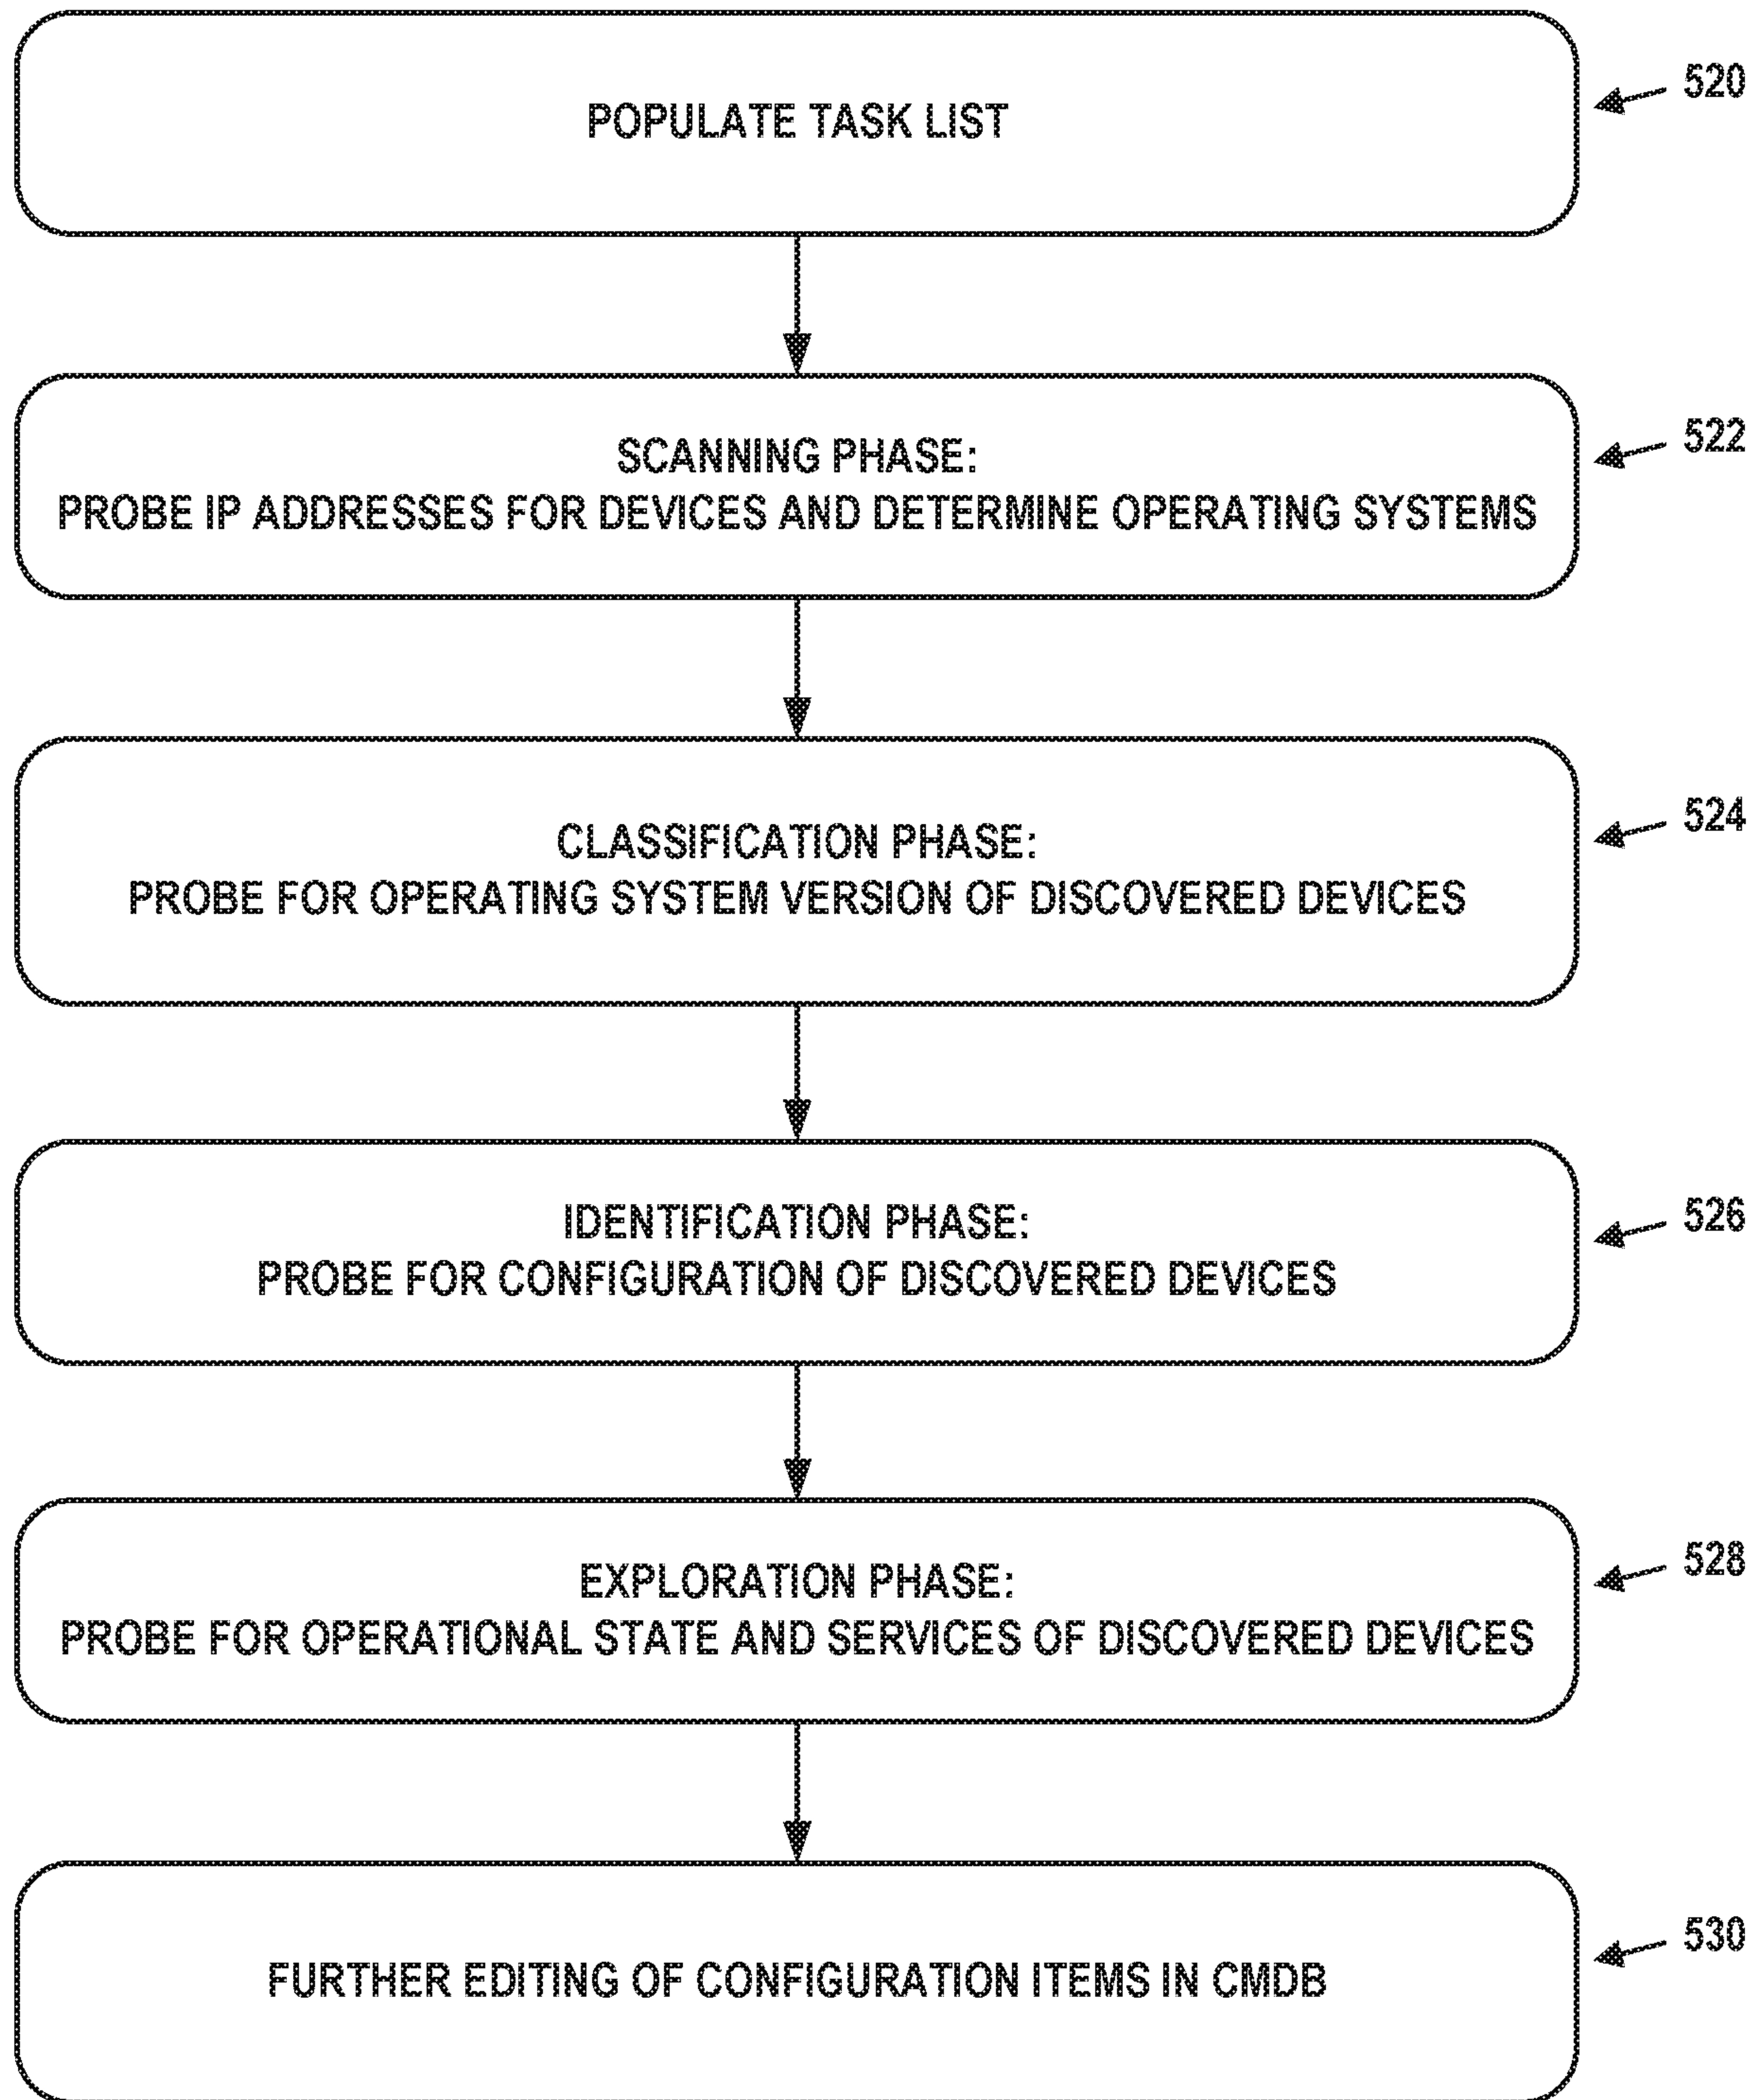 POPULATE TASK LIST
520
SCANNING PHASE:
PROBE IP ADDRESSES FOR DEVICES AND DETERMINE OPERATING SYSTEMS
522
CLASSIFICATION PHASE:
PROBE FOR OPERATING SYSTEM VERSION OF DISCOVERED DEVICES
524
IDENTIFICATION PHASE:
PROBE FOR CONFIGURATION OF DISCOVERED DEVICES
526
EXPLORATION PHASE:
PROBE FOR OPERATIONAL STATE AND SERVICES OF DISCOVERED DEVICES
528
FURTHER EDITING OF CONFIGURATION ITEMS IN CMDB
530